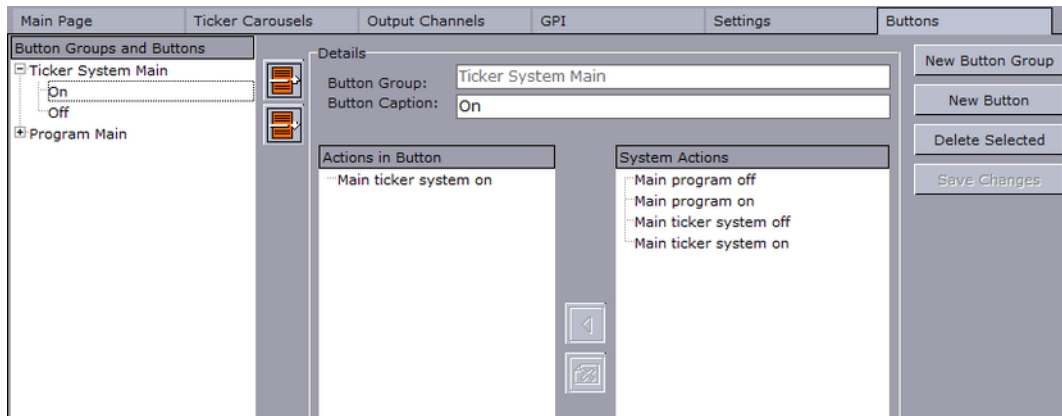 Main Page
Ticker Carousels
Output Channels
GPI
Settings
Buttons
Button Groups and Buttons
Ticker System Main
On
Off
Program Main
Details
Button Group:
Ticker System Main
Button Caption:
On
Actions in Button
Main ticker system on
System Actions
Main program off
Main program on
Main ticker system off
Main ticker system on
New Button Group
New Button
Delete Selected
Save Changes